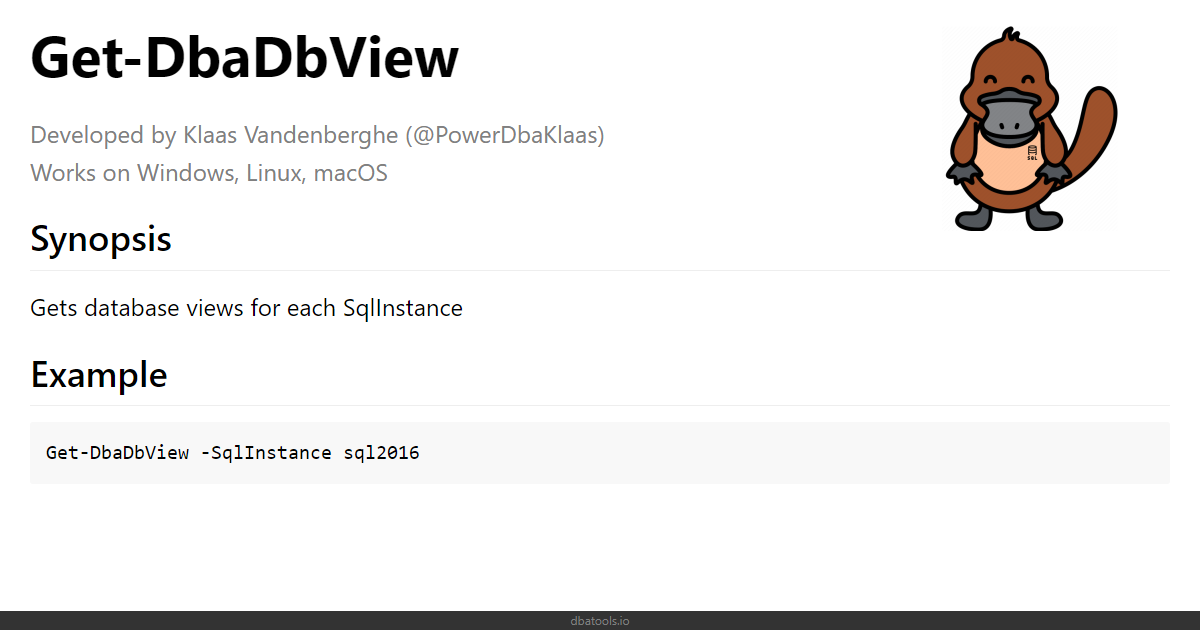 Get-DbaDbView
Developed by Klaas Vandenberghe (@PowerDbaKlaas)
Works on Windows, Linux, macOS
SQL
Synopsis
Gets database views for each SqlInstance
Example
Get-DbaDbView -SqlInstance sql2016
dbatools.io